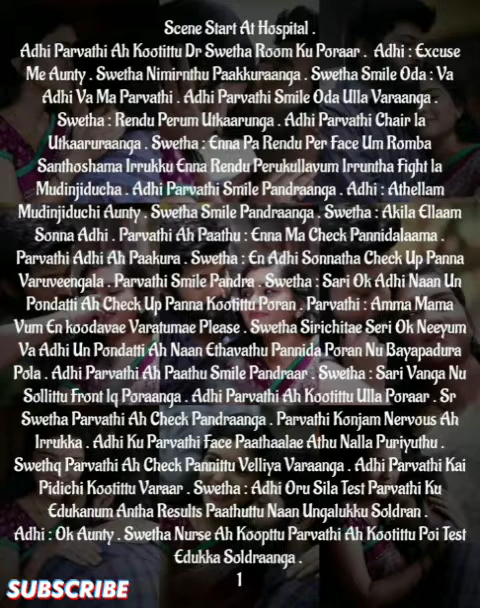 Scene Start At Hospital .
Adhi Parvathi Ah Kootittu Dr Swetha Room Ku Poraar . Adhi : Excuse
Me Aunty . Swetha Nimirnthu Paakkuraanga . Swetha Smile Oda : Va
Adhi Va Ma Parvathi . Adhi Parvathi Smile Oda Ulla Varaanga .
Swetha : Rendu Perum Utkaarunga . Adhi Parvathi Chair la
Utkaaruraanga . Swetha : Enna Pa Rendu Per Face Um Romba
Santhoshama Irrukku Enna Rendu Perukullayum Irruntha Fight la
Mudinjiducha . Adhi Parvathi Smile Pandraanga . Adhi : Athellam
Mudinjiduchi Aunty . Swetha Smile Pandraanga . Swetha : Akila Ellaam
Sonna Adhi . Parvathi Ah Paathu : Enna Ma Check Pannidalaama .
Parvathi Adhi Ah Paakura . Swetha : En Adhi Sonnatha Check Up Panna
Varuveengala . Parvathi Smile Pandra . Swetha : Sari Ok Adhi Naan Un
Pondatti Ah Check Up Panna Kootittu Poran . Parvathi : Amma Mama
Vum En koodavae Varatumae Please . Swetha Sirichitae Seri Ok Neeyum
Va Adhi Un Pondatti Ah Naan Ethavathu Pannida Poran Nu Bayapadura
Pola . Adhi Parvathi Ah Paathu Smile Pandraar . Swetha : Sari Vanga Nu
Sollittu Front lq Poraanga . Adhi Parvathi Ah Kootittu Ulla Poraar . Sr
Swetha Parvathi Ah Check Pandraanga . Parvathi Konjam Nervous Ah
Irrukka . Adhi Ku Parvathi Face Paathaalae Athu Nalla Puriyuthu .
Swethq Parvathi Ah Check Pannittu Velliya Varaanga . Adhi Parvathi Kai
Pidichi Kootittu Varaar . Swetha : Adhi Oru Sila Test Parvathi Ku
Edukanum Antha Results Paathuttu Naan Ungalukku Soldran .
Adhi : Ok Aunty . Swetha Nurse Ah Koopttu Parvathi Ah Kootittu Poi Test
Edukka Soldraanga .
1
SUBSCRIBE